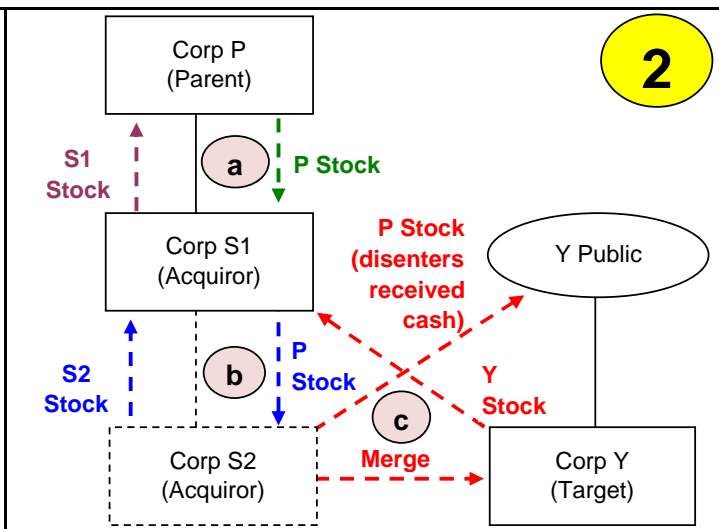 Corp P
(Parent)
2
S1
Stock
a
P Stock
Corp S1
(Acquiror)
P Stock
(disenters
received
cash)
Y Public
S2
Stock
b
P
Stock
c
Y
Stock
Corp S2
(Acquiror)
Merge
Corp Y
(Target)